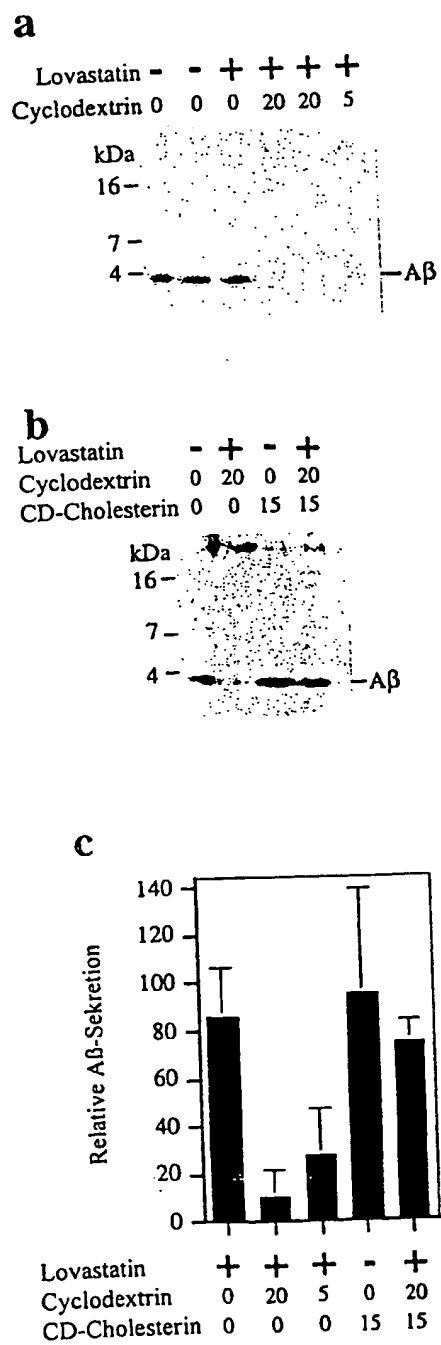 a
Lovastatin - - + + + +
Cyclodextrin 0 0 0 20 20 5
kDa
16
7
4
Aβ
b
Lovastatin - + - +
Cyclodextrin 0 20 0 20
CD-Cholesterin 0 0 15 15
kDa
16
7
4
Aβ
c
140
120
100
80
60
40
20
0
Relative Aß-Sekretion
Lovastatin + + + - +
Cyclodextrin 0 20 5 0 20
CD-Cholesterin 0 0 0 15 15